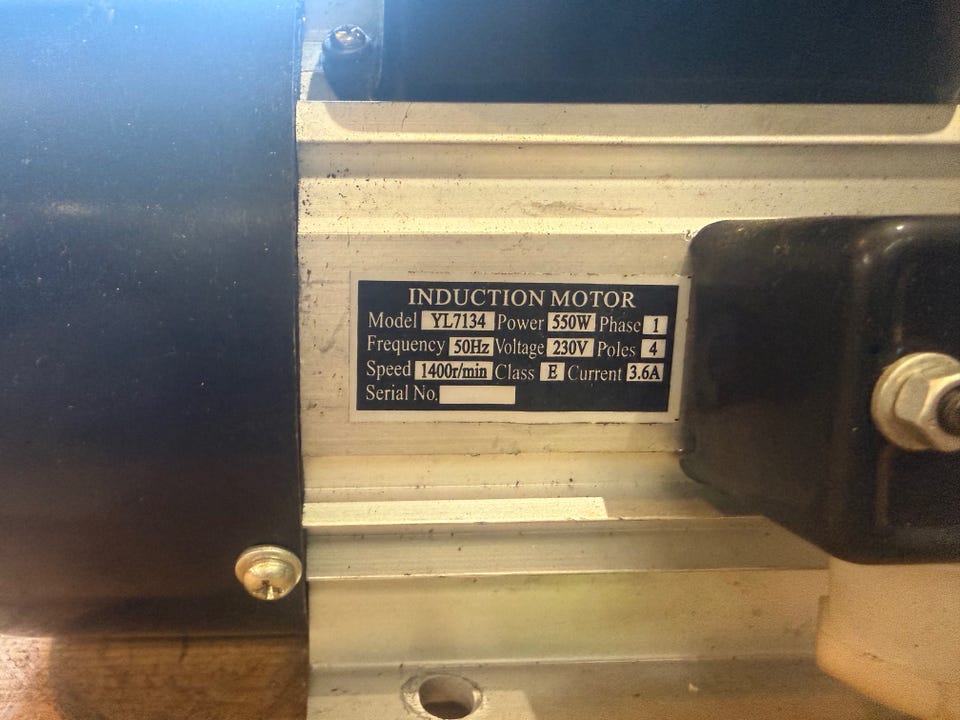 INDUCTION MOTOR
Model YL7134 Power 550W Phase 1
Frequency 50Hz Voltage 230V Poles 4
Speed 1400r/min Class E Current 3.6A
Serial No.